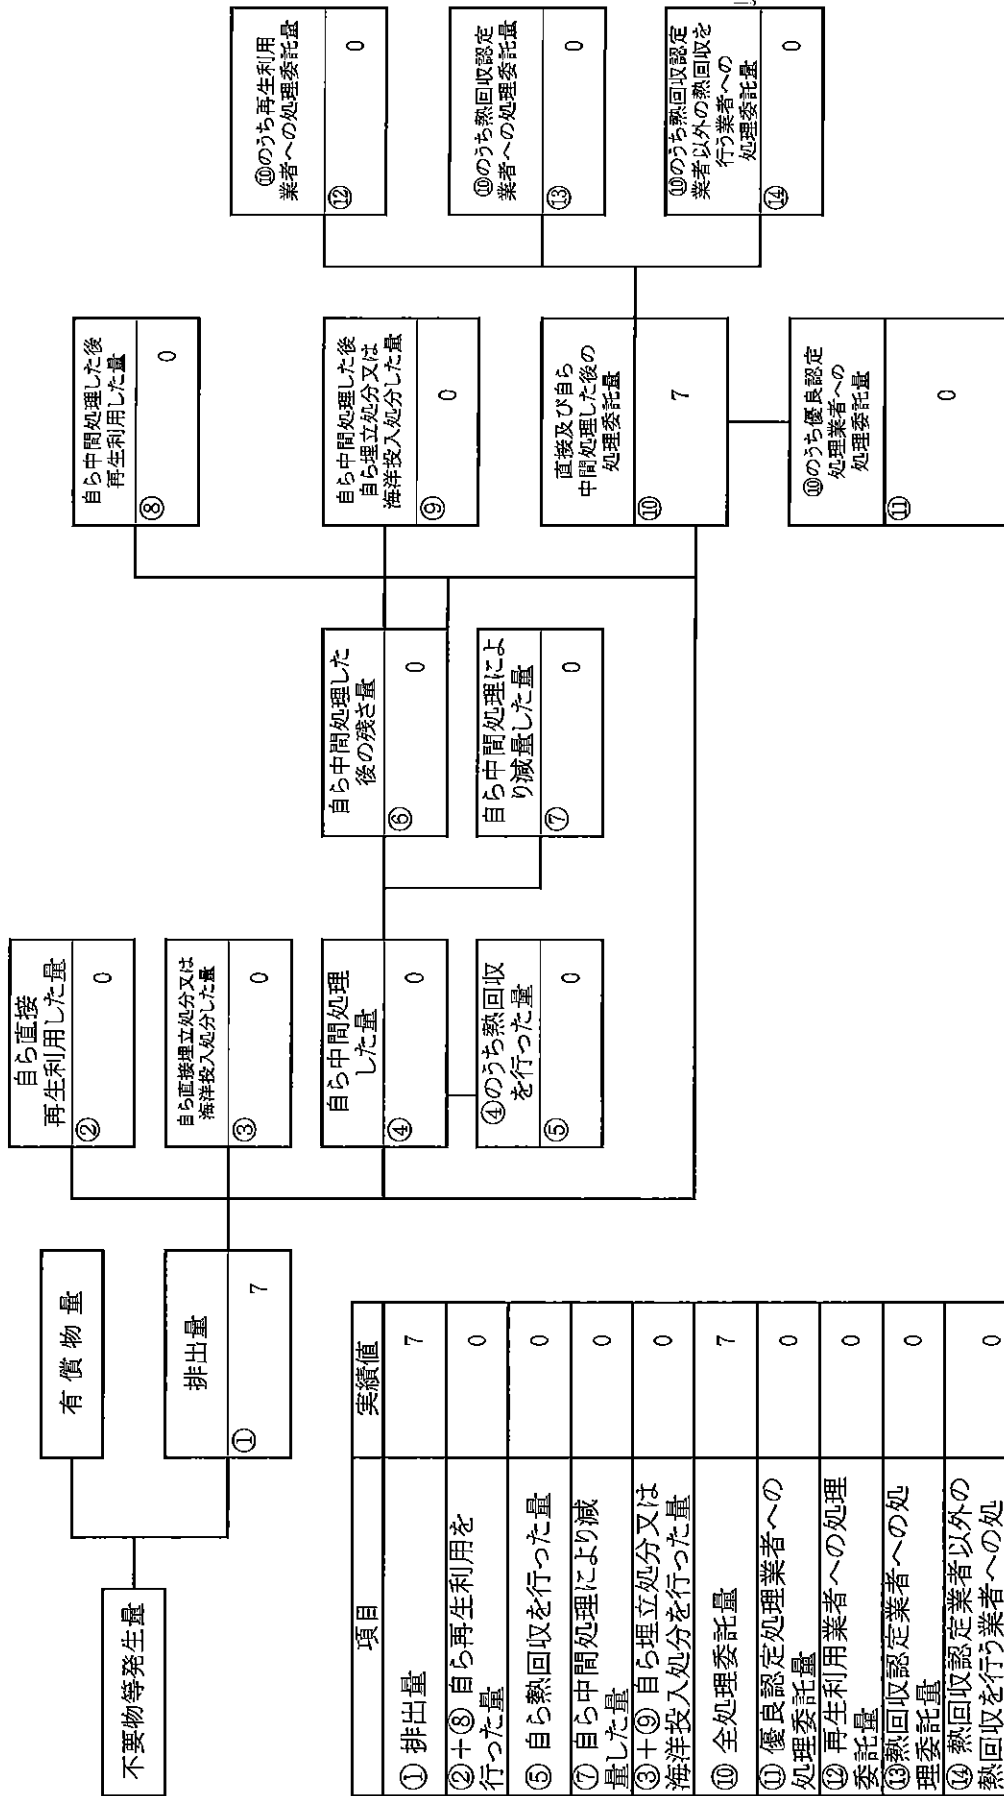 不要物等発生量
有償物量
排出量
①
7
自ら直接
再生利用した量
②
0
自ら直接埋立処分又は
海洋投入処分した量
③
0
自ら中間処理
した量
④
0
④のうち熱回収
を行った量
⑤
0
自ら中間処理した
後の残さ量
⑥
0
自ら中間処理によ
り減量した量
⑦
0
自ら中間処理した後
再生利用した量
⑧
0
自ら中間処理した後
自ら埋立処分又は
海洋投入処分した量
⑨
0
直接及び自ら
中間処理した後の
処理委託量
⑩
7
⑩のうち優良認定
処理業者への
処理委託量
⑪
0
⑩のうち再生利用
業者への処理委託量
⑫
0
⑩のうち熱回収認定
業者への処理委託量
⑬
0
⑩のうち熱回収認定
業者以外の熱回収を
行う業者への
処理委託量
⑭
0
項目 実績値
①排出量 7
②+⑧ 自ら再生利用を
行った量 0
⑤ 自ら熱回収を行った量 0
⑦ 自ら中間処理により減
量した量 0
③+⑨ 自ら埋立処分又は
海洋投入処分を行った量 0
⑩ 全処理委託量 7
⑪ 優良認定処理業者への
処理委託量 0
⑫ 再生利用業者への処理
委託量 0
⑬熱回収認定業者への処
理委託量 0
⑭ 熱回収認定業者以外の
熱回収を行う業者への処 0